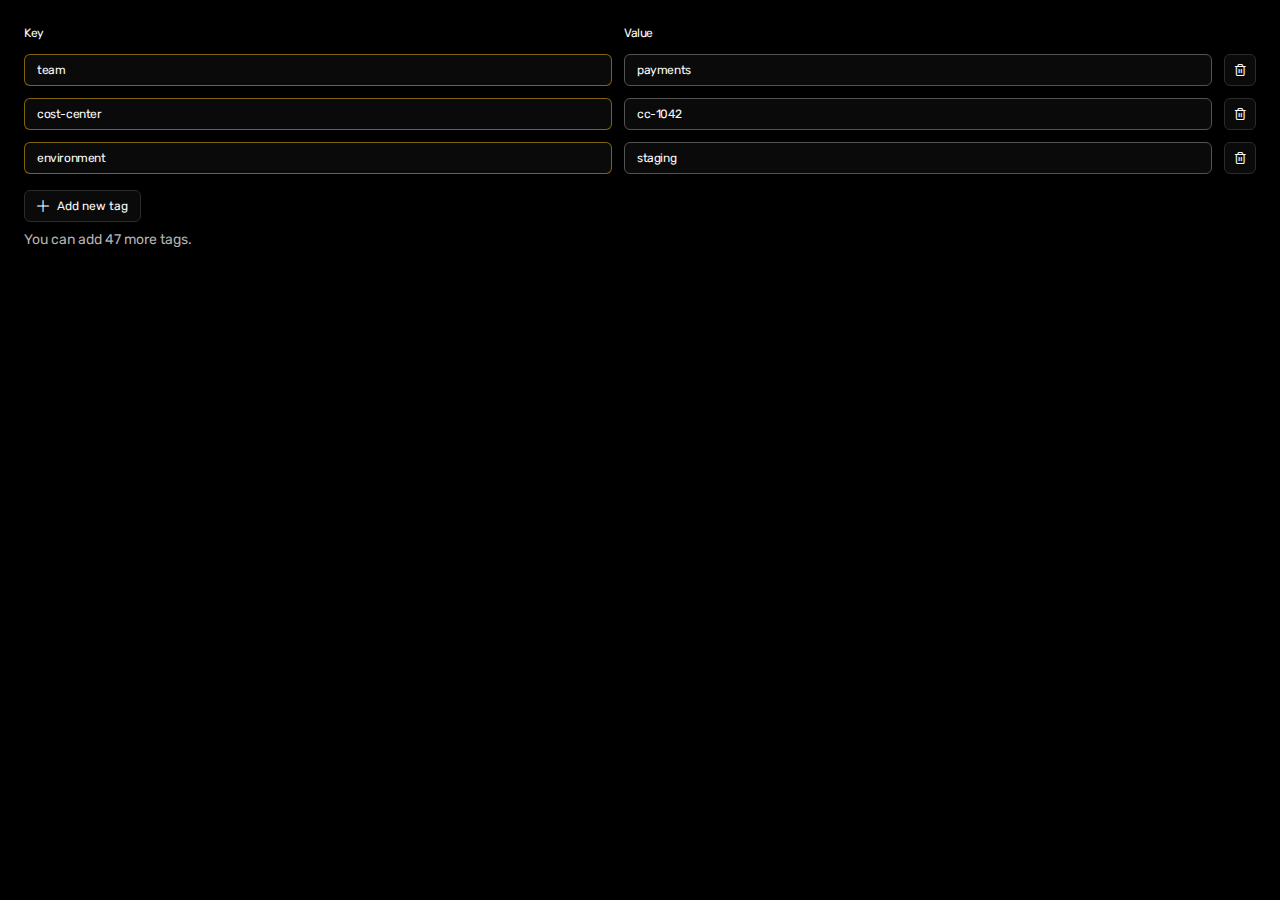 Key Value
team payments
cost-center cc-1042
environment staging
Add new tag
You can add 47 more tags.